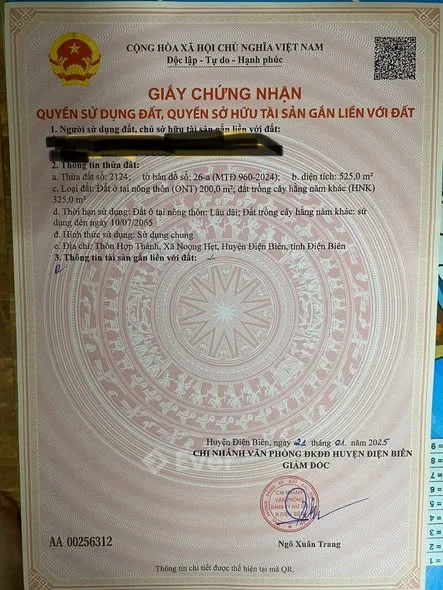 CỘNG HÒA XÃ HỘI CHỦ NGHĨA VIỆT NAM
Độc lập - Tự do - Hạnh phúc
GIẤY CHỨNG NHẬN
QUYỀN SỬ DỤNG ĐẤT, QUYỀN SỞ HỮU TÀI SẢN GẮN LIỀN VỚI ĐẤT
1. Người sử dụng đất, chủ sở hữu tài sản gắn liền với đất:
2. Thông tin thửa đất:
a. Thửa đất số: 2124; tờ bản đồ số: 26-a (MTĐ 960-2024); b. diện tích: 525,0 m²;
c. Loại đất: Đất ở tại nông thôn (ONT) 200,0 m²; đất trồng cây hằng năm khác (HNK)
325,0 m²
d. Thời hạn sử dụng: Đất ở tại nông thôn: Lâu dài; Đất trồng cây hằng năm khác: sử
dụng đến ngày 10/07/2065
đ. Hình thức sử dụng: Sử dụng chung
e. Địa chỉ: Thôn Hợp Thành, Xã Noọng Hẹt, Huyện Điện Biên, tỉnh Điện Biên
3. Thông tin tài sản gắn liền với đất: -/-
Huyện Điện Biên, ngày 21 tháng 01 năm 2025
CHI NHÁNH VĂN PHÒNG ĐKĐĐ HUYỆN ĐIỆN BIÊN
GIÁM ĐỐC
Ever
CHI NHÁNH
VĂN PHÒNG
AA 00256312
Ngô Xuân Trang
Thông tin chi tiết được thể hiện tại mã QR.